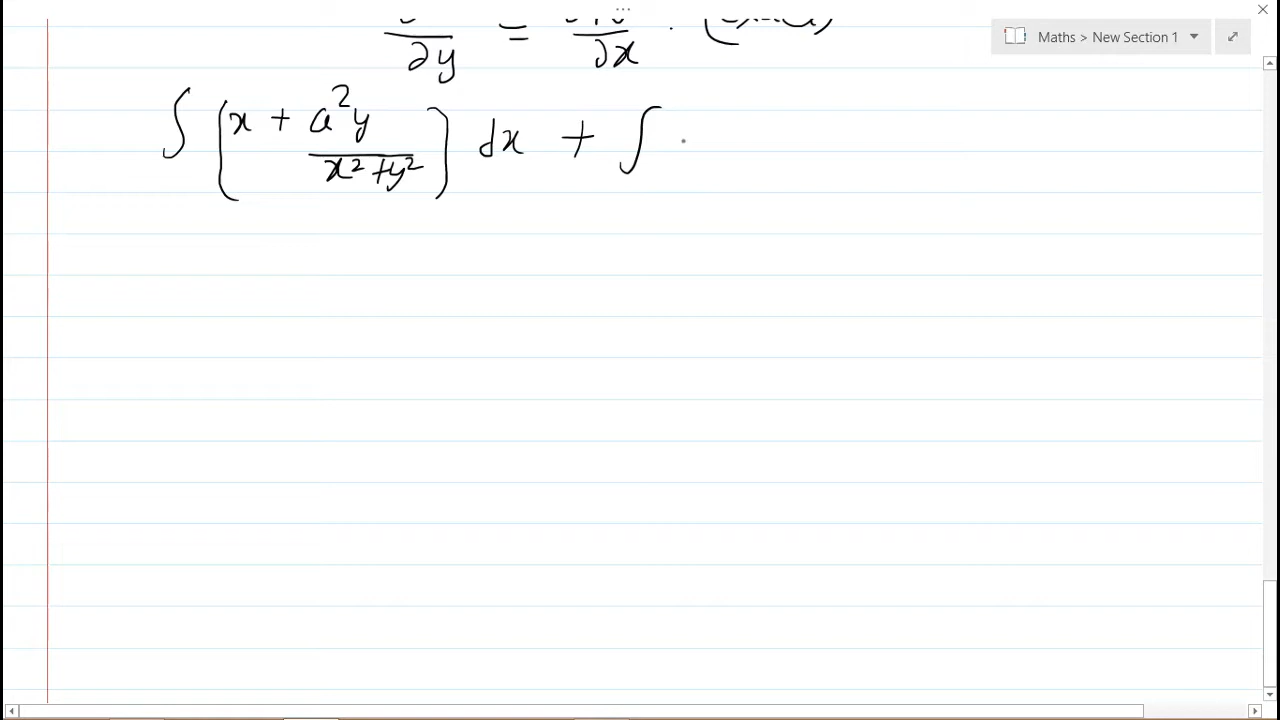 Maths > New Section 1
∂y = ∂x
∫ [x + a²y / x²+y²] dx + ∫